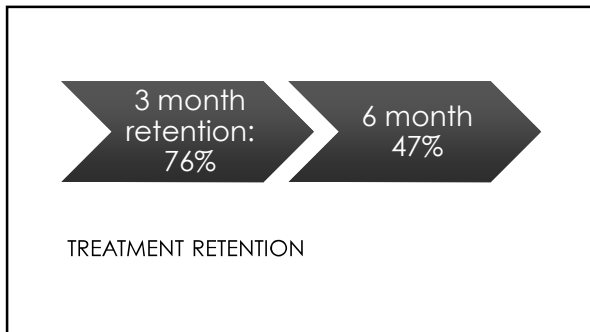 3 month
retention:
76%
6 month
47%
TREATMENT RETENTION